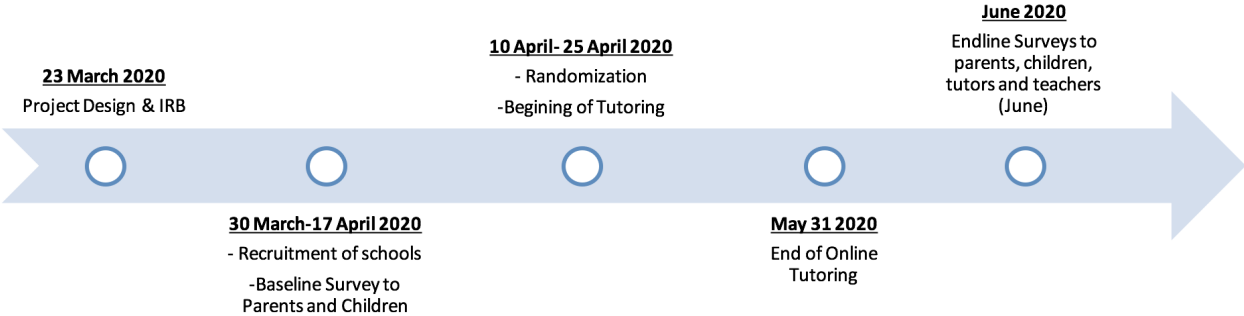 23 March 2020
Project Design & IRB
30 March-17 April 2020
- Recruitment of schools
-Baseline Survey to
Parents and Children
10 April- 25 April 2020
- Randomization
-Begining of Tutoring
May 31 2020
End of Online
Tutoring
June 2020
Endline Surveys to
parents, children,
tutors and teachers
(June)